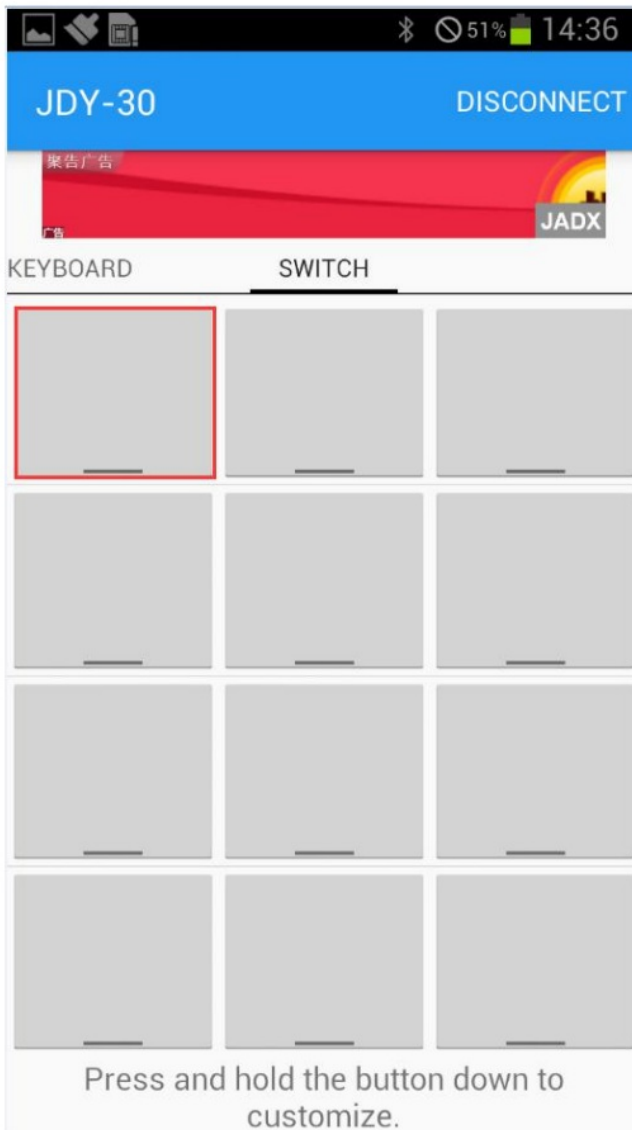 51% 14:36
JDY-30 DISCONNECT
聚告广告
广告 JADX
KEYBOARD SWITCH
Press and hold the button down to
customize.